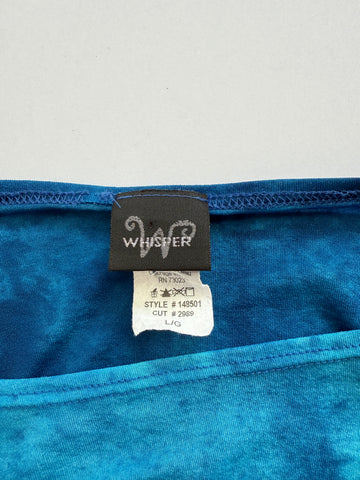 W
WHISPER
RN 73023
STYLE # 148501
CUT # 2989
L/G